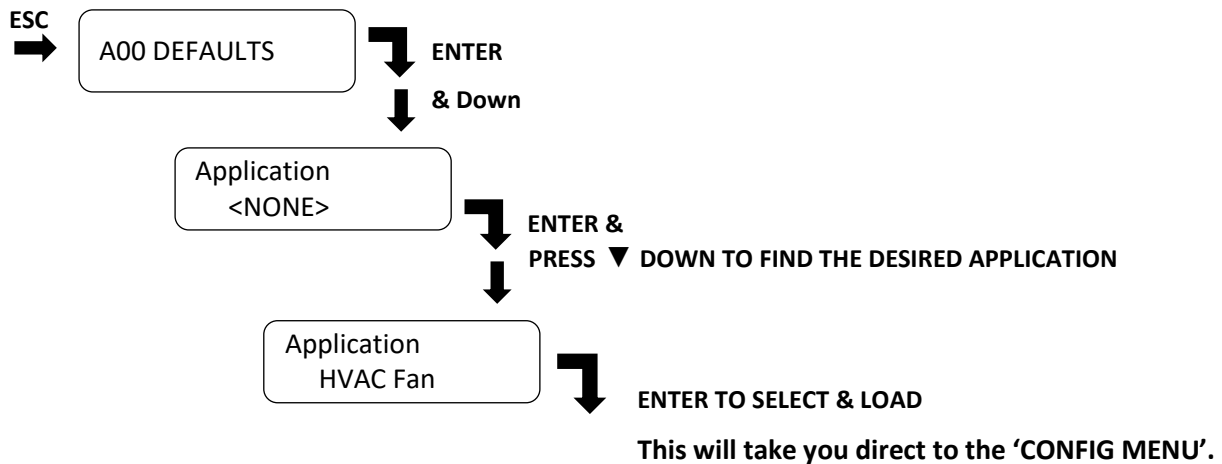 ESC
A00 DEFAULTS
ENTER
& Down
Application
<NONE>
ENTER &
PRESS ▼ DOWN TO FIND THE DESIRED APPLICATION
Application
HVAC Fan
ENTER TO SELECT & LOAD
This will take you direct to the ‘CONFIG MENU’.